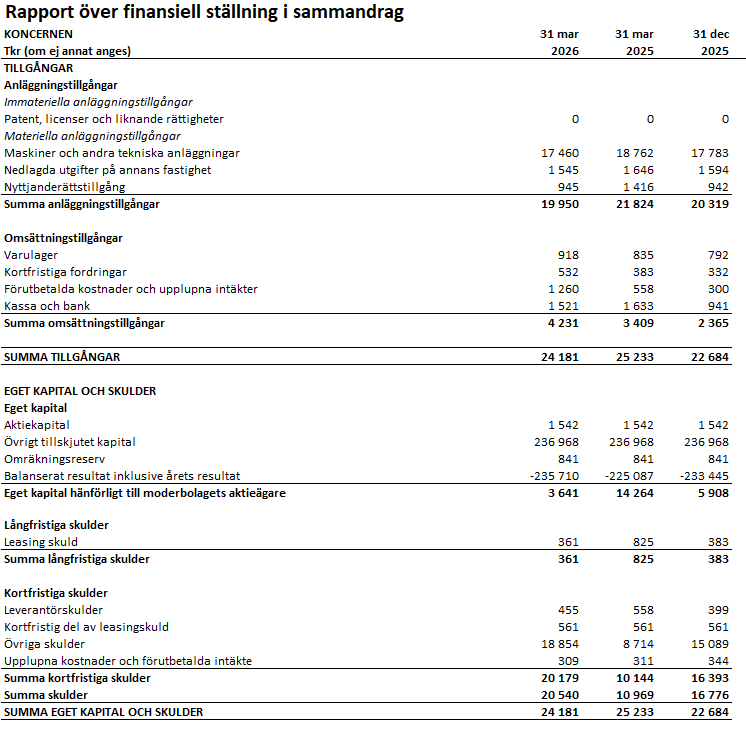 Rapport över finansiell ställning i sammandrag
KONCERNEN 31 mar 31 mar 31 dec
Tkr (om ej annat anges) 2026 2025 2025
TILLGÅNGAR
Anläggningstillgångar
Immateriella anläggningstillgångar
Patent, licenser och liknande rättigheter 0 0 0
Materiella anläggningstillgångar
Maskiner och andra tekniska anläggningar 17 460 18 762 17 783
Nedlagda utgifter på annans fastighet 1 545 1 646 1 594
Nyttjanderättstillgång 945 1 416 942
Summa anläggningstillgångar 19 950 21 824 20 319
Omsättningstillgångar
Varulager 918 835 792
Kortfristiga fordringar 532 383 332
Förutbetalda kostnader och upplupna intäkter 1 260 558 300
Kassa och bank 1 521 1 633 941
Summa omsättningstillgångar 4 231 3 409 2 365
SUMMA TILLGÅNGAR 24 181 25 233 22 684
EGET KAPITAL OCH SKULDER
Eget kapital
Aktiekapital 1 542 1 542 1 542
Övrigt tillskjutet kapital 236 968 236 968 236 968
Omräkningsreserv 841 841 841
Balanserat resultat inklusive årets resultat -235 710 -225 087 -233 445
Eget kapital hänförligt till moderbolagets aktieägare 3 641 14 264 5 908
Långfristiga skulder
Leasing skuld 361 825 383
Summa långfristiga skulder 361 825 383
Kortfristiga skulder
Leverantörskulder 455 558 399
Kortfristig del av leasingskuld 561 561 561
Övriga skulder 18 854 8 714 15 089
Upplupna kostnader och förutbetalda intäkte 309 311 344
Summa kortfristiga skulder 20 179 10 144 16 393
Summa skulder 20 540 10 969 16 776
SUMMA EGET KAPITAL OCH SKULDER 24 181 25 233 22 684